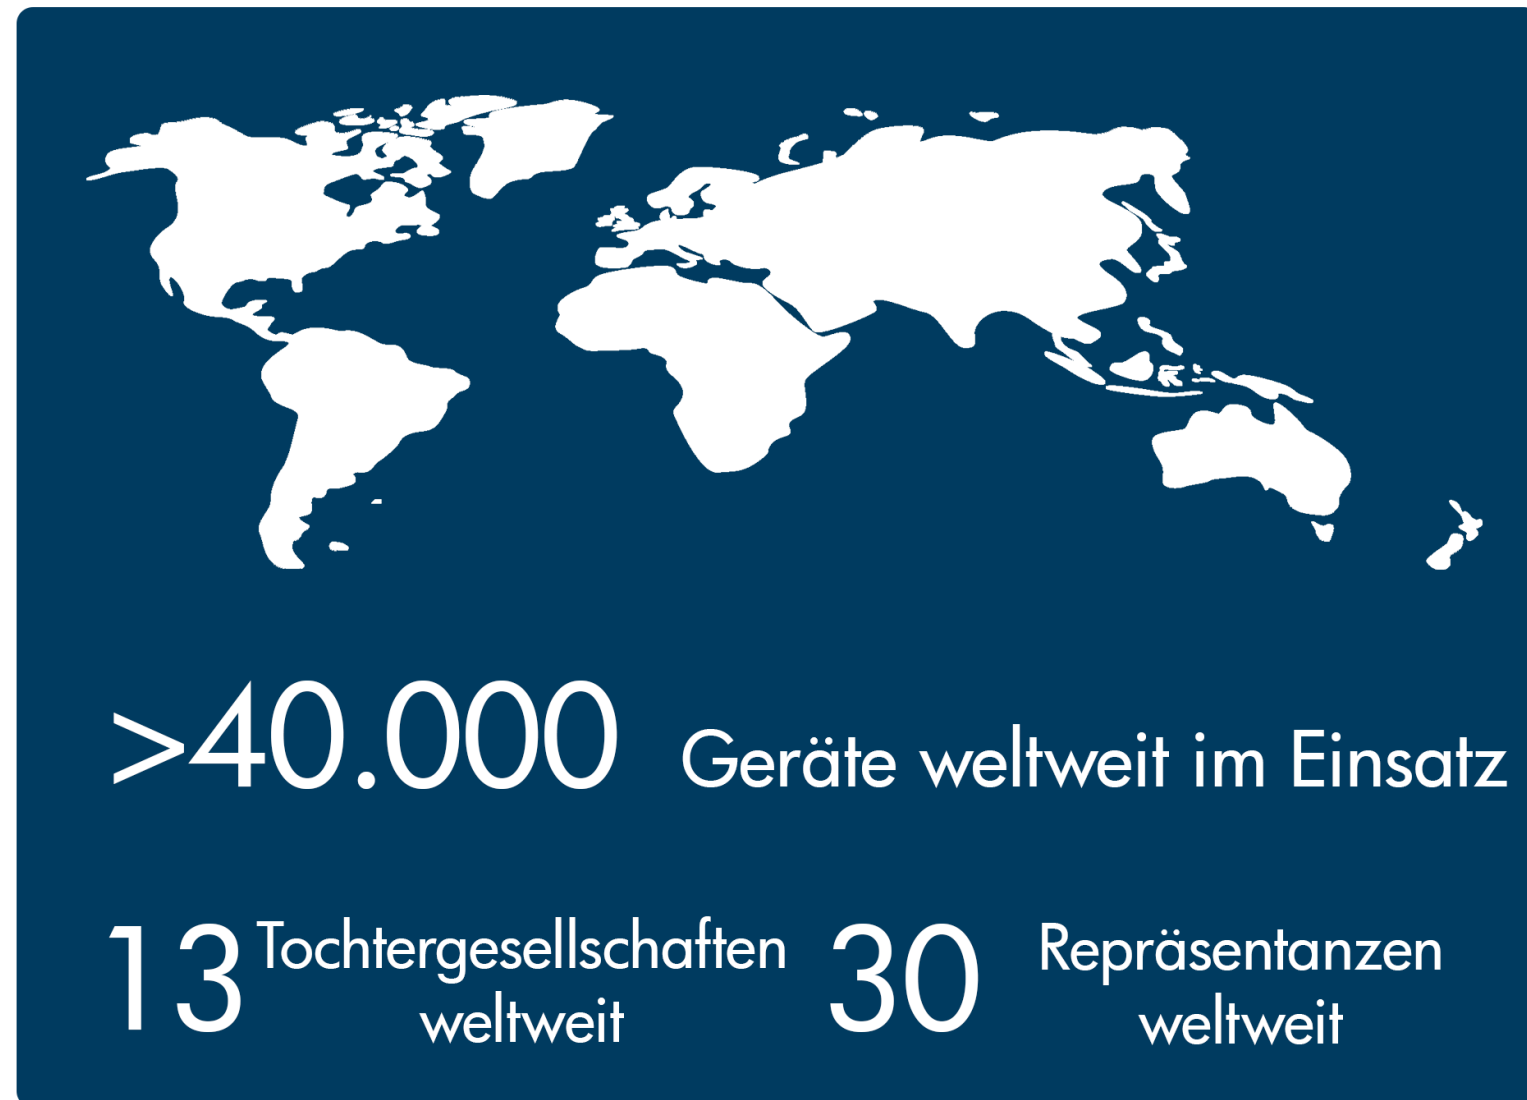 >40.000 Geräte weltweit im Einsatz
13 Tochtergesellschaften
weltweit
30 Repräsentanzen
weltweit